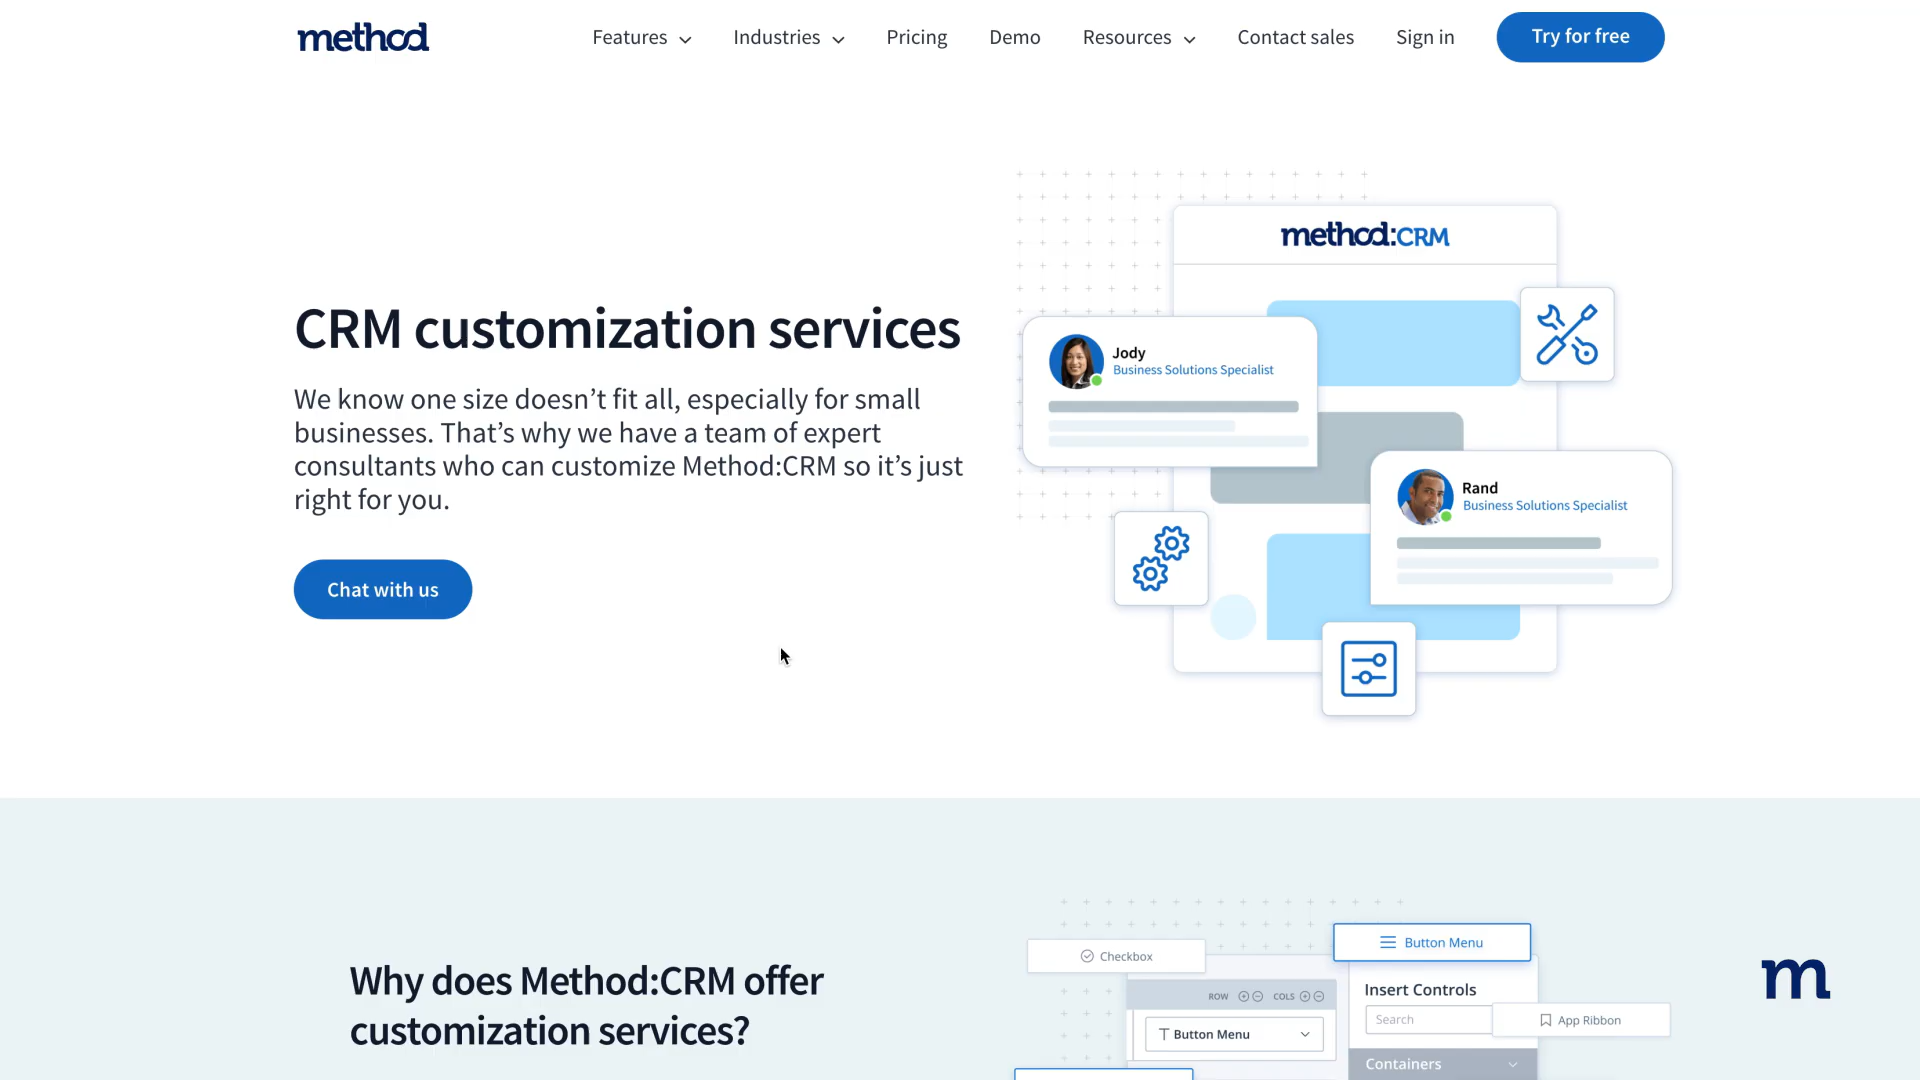 method
Features
Industries
Pricing
Demo
Resources
Contact sales
Sign in
Try for free
CRM customization services
We know one size doesn’t fit all, especially for small
businesses. That’s why we have a team of expert
consultants who can customize Method:CRM so it’s just
right for you.
Chat with us
method:CRM
Jody
Business Solutions Specialist
Rand
Business Solutions Specialist
Why does Method:CRM offer
customization services?
Checkbox
Button Menu
ROW
COLS
Button Menu
Insert Controls
Search
App Ribbon
Containers
m